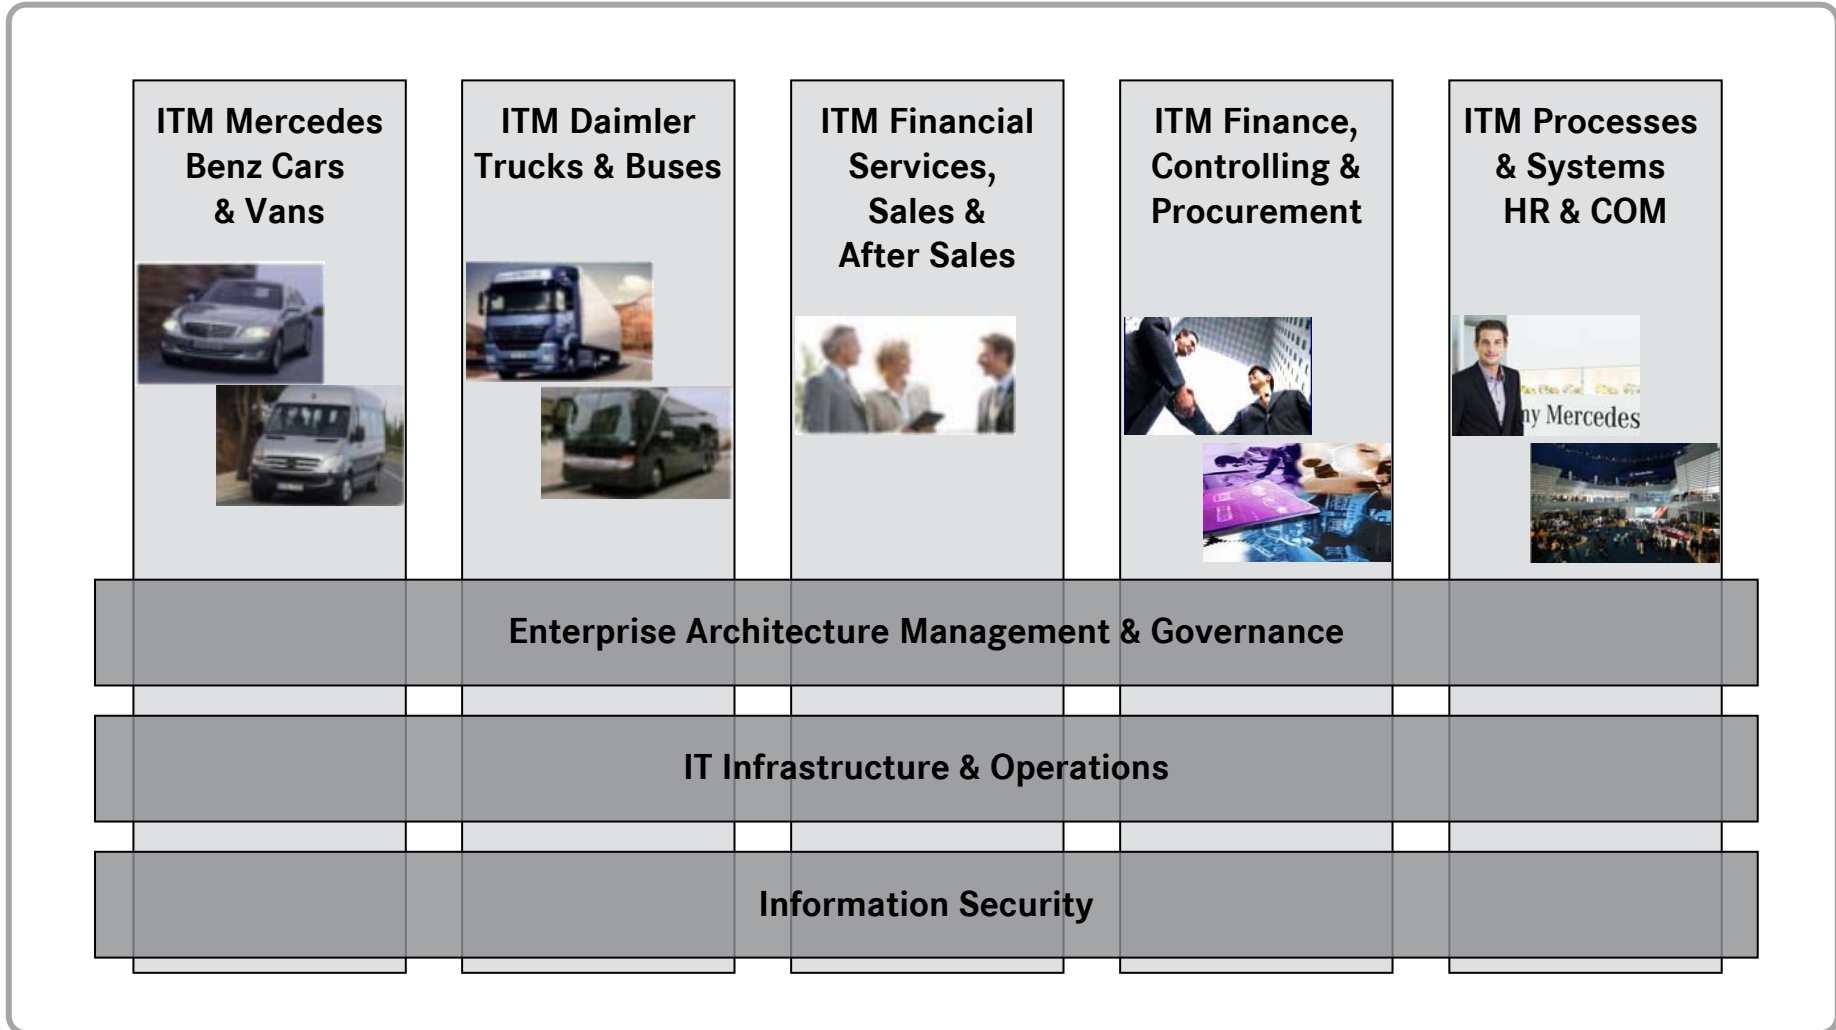 ITM Mercedes
Benz Cars
& Vans
ITM Daimler
Trucks & Buses
ITM Financial
Services,
Sales &
After Sales
ITM Finance,
Controlling &
Procurement
ITM Processes
& Systems
HR & COM
my Mercedes
Enterprise Architecture Management & Governance
IT Infrastructure & Operations
Information Security